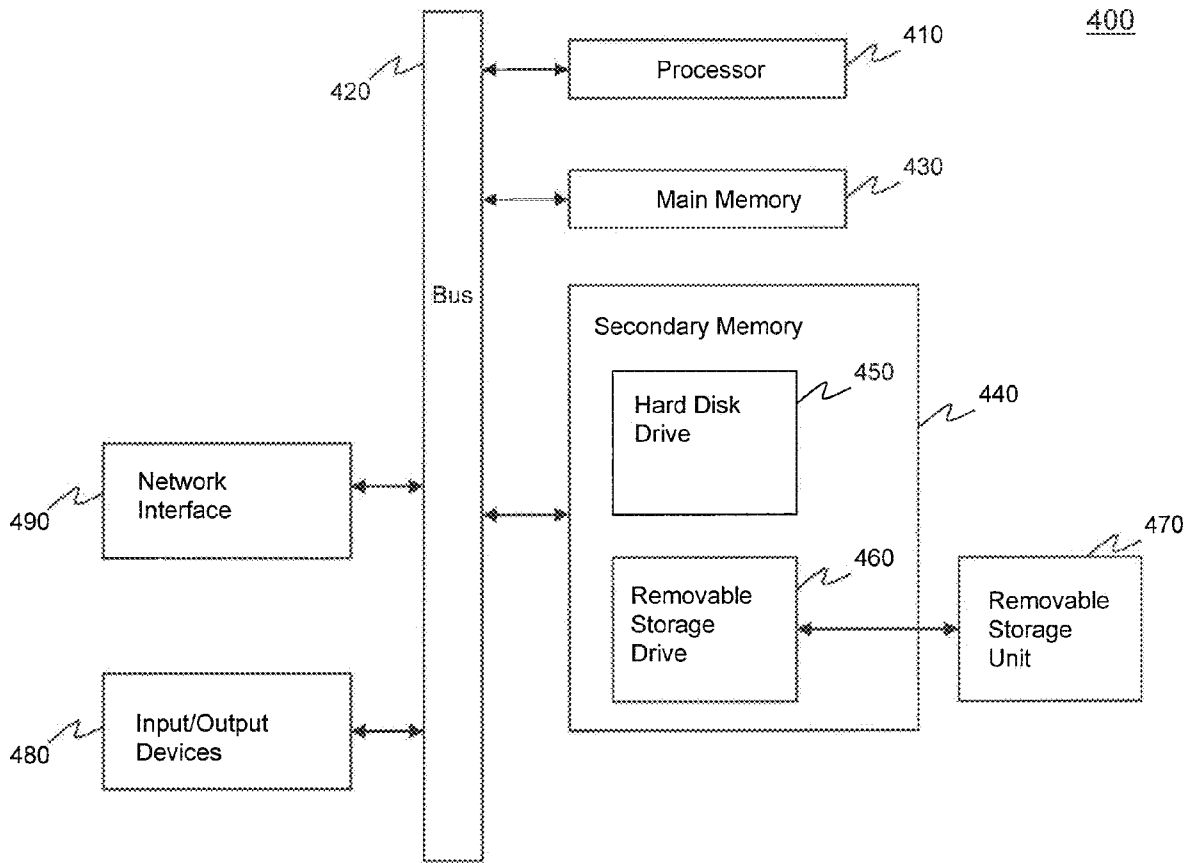 400
410
Processor
420
430
Main Memory
Bus
Secondary Memory
450
440
Hard Disk
Drive
Network
Interface
490
470
460
Removable
Storage
Drive
Removable
Storage
Unit
Input/Output
Devices
480